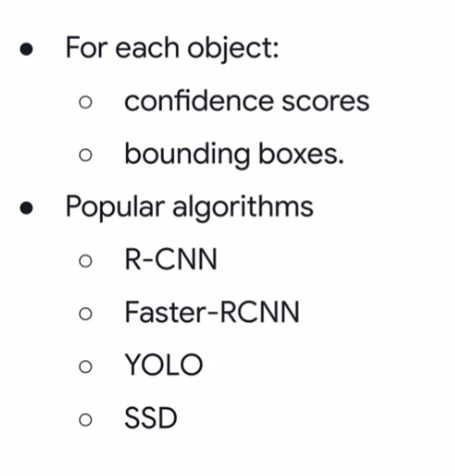 ● For each object:
○ confidence scores
○ bounding boxes.
● Popular algorithms
○ R-CNN
○ Faster-RCNN
○ YOLO
○ SSD